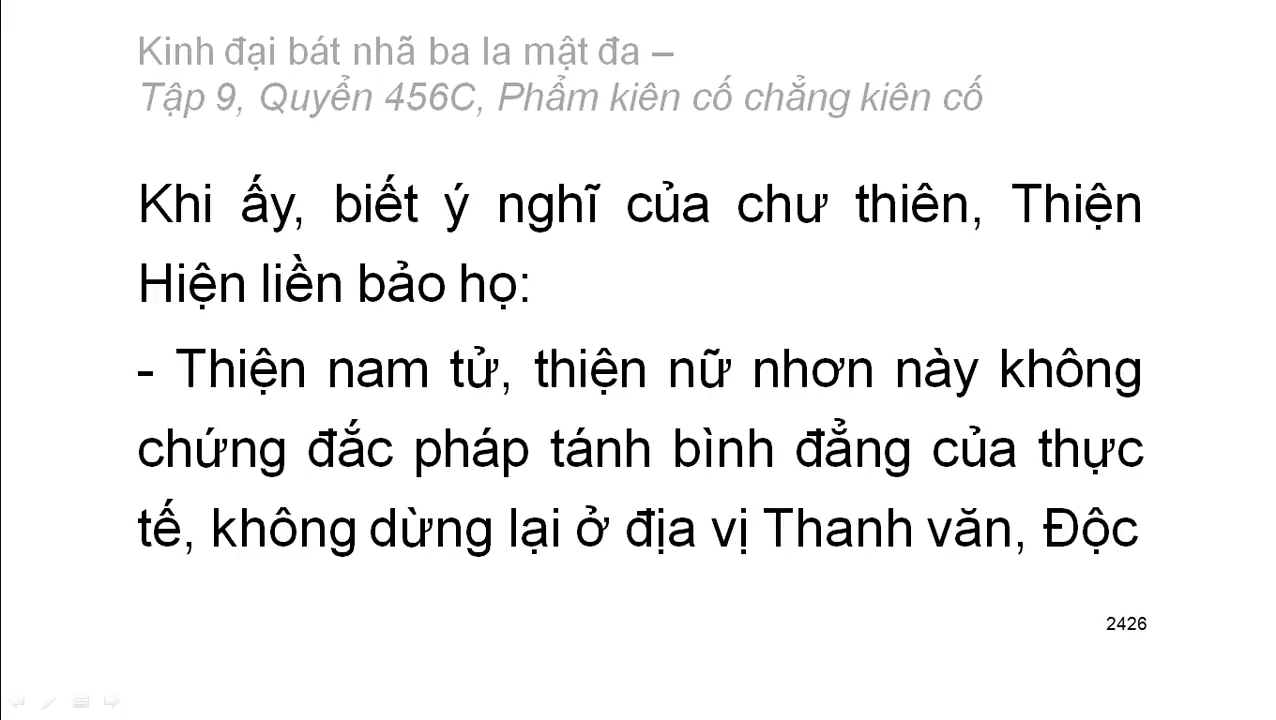 Kinh đại bát nhã ba la mật đa –
Tập 9, Quyển 456C, Phẩm kiên cố chẳng kiên cố
Khi ấy, biết ý nghĩ của chư thiên, Thiện
Hiện liền bảo họ:
- Thiện nam tử, thiện nữ nhơn này không
chứng đắc pháp tánh bình đẳng của thực
tế, không dừng lại ở địa vị Thanh văn, Độc
2426